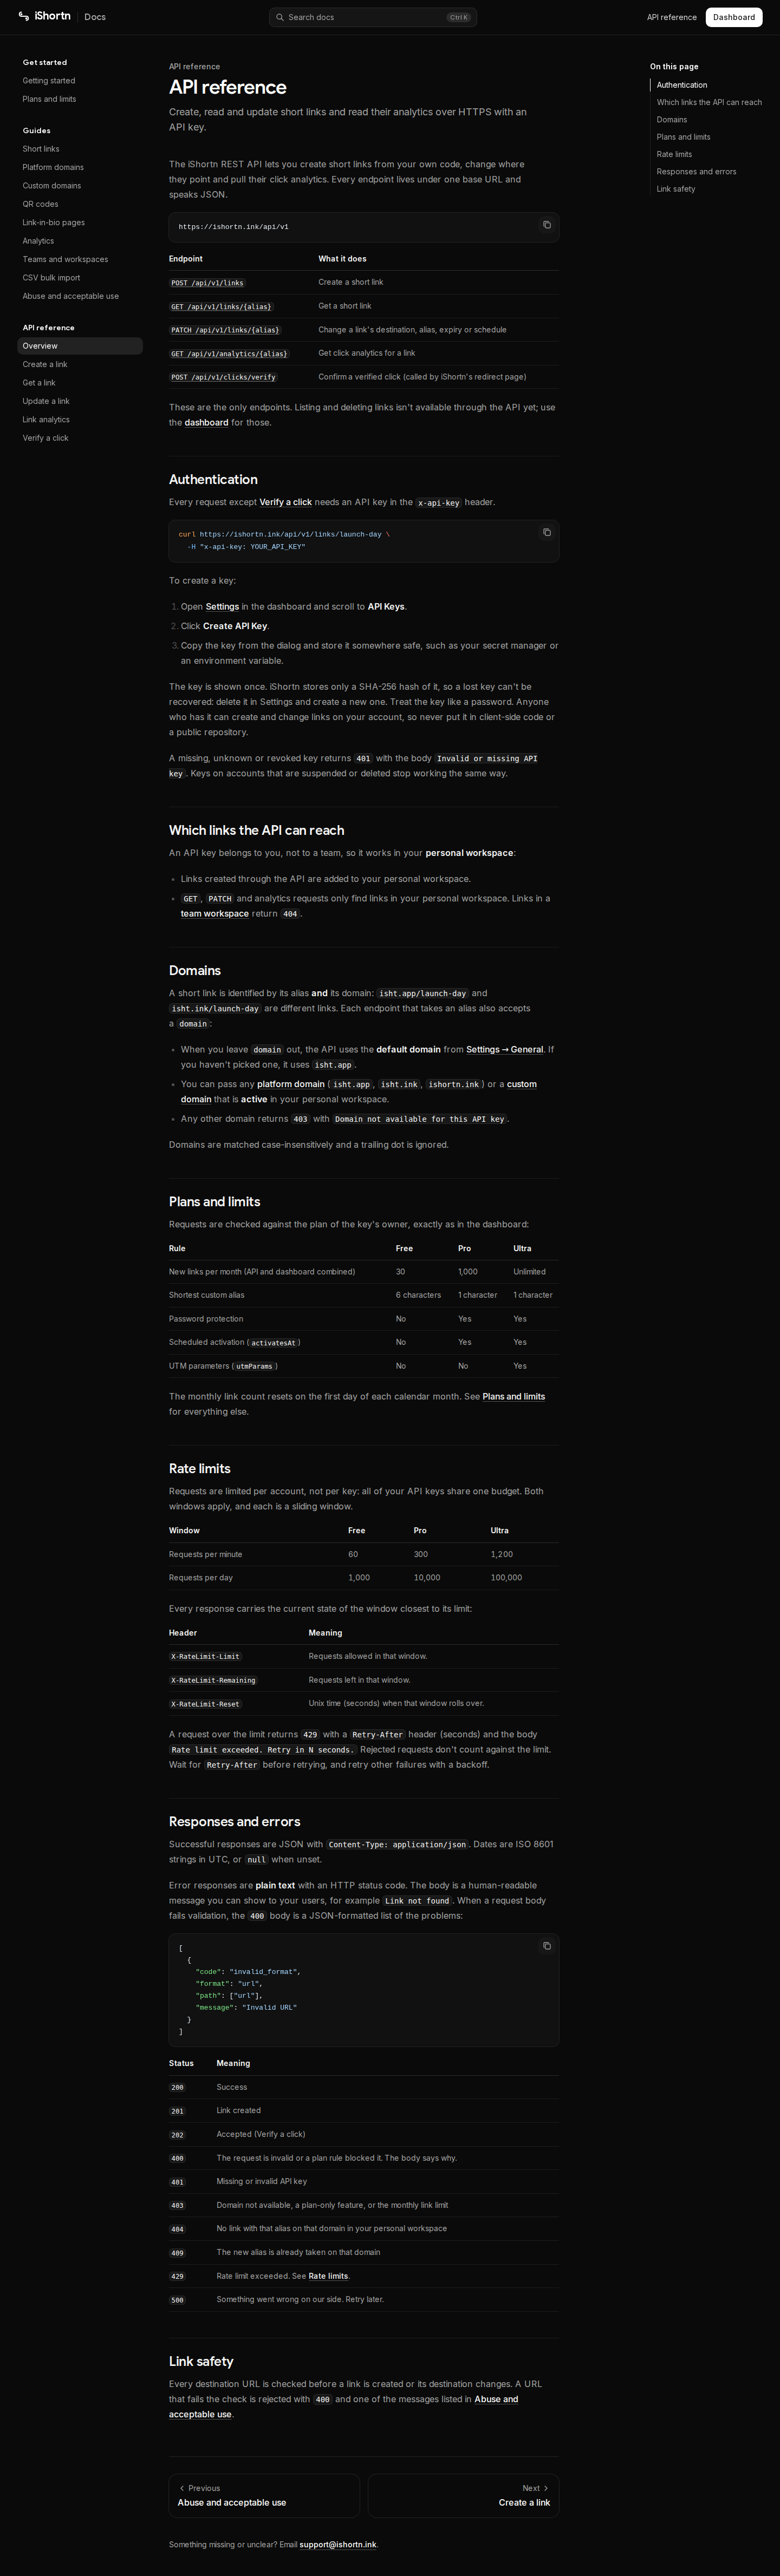 iShortn
Docs
Search docs
Ctrl K
API reference
Dashboard
Get started
Getting started
Plans and limits
Guides
Short links
Platform domains
Custom domains
QR codes
Link-in-bio pages
Analytics
Teams and workspaces
CSV bulk import
Abuse and acceptable use
API reference
Overview
Create a link
Get a link
Update a link
Link analytics
Verify a click
API reference
API reference
Create, read and update short links and read their analytics over HTTPS with an
API key.
The iShortn REST API lets you create short links from your own code, change where
they point and pull their click analytics. Every endpoint lives under one base URL and
speaks JSON.
https://ishortn.ink/api/v1
Endpoint What it does
POST /api/v1/links Create a short link
GET /api/v1/links/{alias} Get a short link
PATCH /api/v1/links/{alias} Change a link's destination, alias, expiry or schedule
GET /api/v1/analytics/{alias} Get click analytics for a link
POST /api/v1/clicks/verify Confirm a verified click (called by iShortn's redirect page)
These are the only endpoints. Listing and deleting links isn't available through the API yet; use
the dashboard for those.
Authentication
Every request except Verify a click needs an API key in the x-api-key header.
curl https://ishortn.ink/api/v1/links/launch-day \
-H "x-api-key: YOUR_API_KEY"
To create a key:
1. Open Settings in the dashboard and scroll to API Keys.
2. Click Create API Key.
3. Copy the key from the dialog and store it somewhere safe, such as your secret manager or
an environment variable.
The key is shown once. iShortn stores only a SHA-256 hash of it, so a lost key can't be
recovered: delete it in Settings and create a new one. Treat the key like a password. Anyone
who has it can create and change links on your account, so never put it in client-side code or
a public repository.
A missing, unknown or revoked key returns 401 with the body Invalid or missing API
key. Keys on accounts that are suspended or deleted stop working the same way.
Which links the API can reach
An API key belongs to you, not to a team, so it works in your personal workspace:
• Links created through the API are added to your personal workspace.
• GET, PATCH and analytics requests only find links in your personal workspace. Links in a
team workspace return 404.
Domains
A short link is identified by its alias and its domain: isht.app/launch-day and
isht.ink/launch-day are different links. Each endpoint that takes an alias also accepts
a domain:
• When you leave domain out, the API uses the default domain from Settings → General. If
you haven't picked one, it uses isht.app.
• You can pass any platform domain (isht.app, isht.ink, ishortn.ink) or a custom
domain that is active in your personal workspace.
• Any other domain returns 403 with Domain not available for this API key.
Domains are matched case-insensitively and a trailing dot is ignored.
Plans and limits
Requests are checked against the plan of the key's owner, exactly as in the dashboard:
Rule Free Pro Ultra
New links per month (API and dashboard combined) 30 1,000 Unlimited
Shortest custom alias 6 characters 1 character 1 character
Password protection No Yes Yes
Scheduled activation (activatesAt) No Yes Yes
UTM parameters (utmParams) No No Yes
The monthly link count resets on the first day of each calendar month. See Plans and limits
for everything else.
Rate limits
Requests are limited per account, not per key: all of your API keys share one budget. Both
windows apply, and each is a sliding window.
Window Free Pro Ultra
Requests per minute 60 300 1,200
Requests per day 1,000 10,000 100,000
Every response carries the current state of the window closest to its limit:
Header Meaning
X-RateLimit-Limit Requests allowed in that window.
X-RateLimit-Remaining Requests left in that window.
X-RateLimit-Reset Unix time (seconds) when that window rolls over.
A request over the limit returns 429 with a Retry-After header (seconds) and the body
Rate limit exceeded. Retry in N seconds. Rejected requests don't count against the limit.
Wait for Retry-After before retrying, and retry other failures with a backoff.
Responses and errors
Successful responses are JSON with Content-Type: application/json. Dates are ISO 8601
strings in UTC, or null when unset.
Error responses are plain text with an HTTP status code. The body is a human-readable
message you can show to your users, for example Link not found. When a request body
fails validation, the 400 body is a JSON-formatted list of the problems:
[
{
"code": "invalid_format",
"format": "url",
"path": ["url"],
"message": "Invalid URL"
}
]
Status Meaning
200 Success
201 Link created
202 Accepted (Verify a click)
400 The request is invalid or a plan rule blocked it. The body says why.
401 Missing or invalid API key
403 Domain not available, a plan-only feature, or the monthly link limit
404 No link with that alias on that domain in your personal workspace
409 The new alias is already taken on that domain
429 Rate limit exceeded. See Rate limits.
500 Something went wrong on our side. Retry later.
Link safety
Every destination URL is checked before a link is created or its destination changes. A URL
that fails the check is rejected with 400 and one of the messages listed in Abuse and
acceptable use.
Previous
Abuse and acceptable use
Next
Create a link
Something missing or unclear? Email support@ishortn.ink.
On this page
Authentication
Which links the API can reach
Domains
Plans and limits
Rate limits
Responses and errors
Link safety